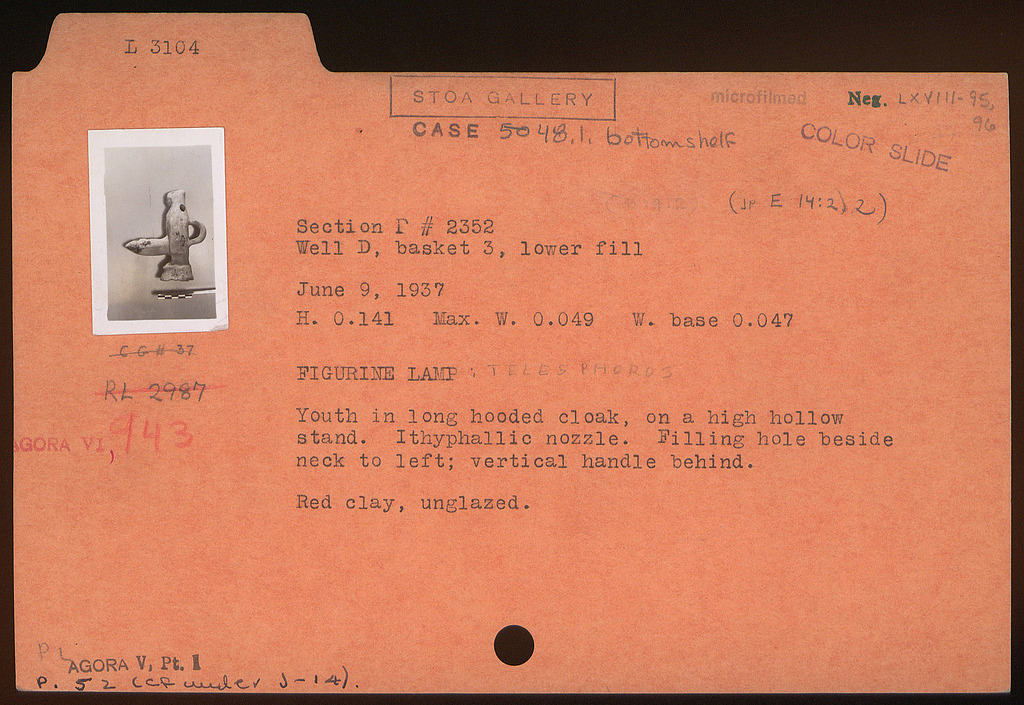 L 3104
STOA GALLERY
microfilmed
Neg. LXVIII-95,
96
CASE 50 48.1. bottom shelf
COLOR SLIDE
E 14:2), 2)
Section Γ # 2352
Well D, basket 3, lower fill
June 9, 1937
H. 0.141 Max. W. 0.049 W. base 0.047
CG # 37
FIGURINE LAMP : TELESPHOROS
RL 2987
AGORA VI, 943
Youth in long hooded cloak, on a high hollow
stand. Ithyphallic nozzle. Filling hole beside
neck to left; vertical handle behind.
Red clay, unglazed.
PL
AGORA V, Pt. I
P. 52 (cf under J-14).